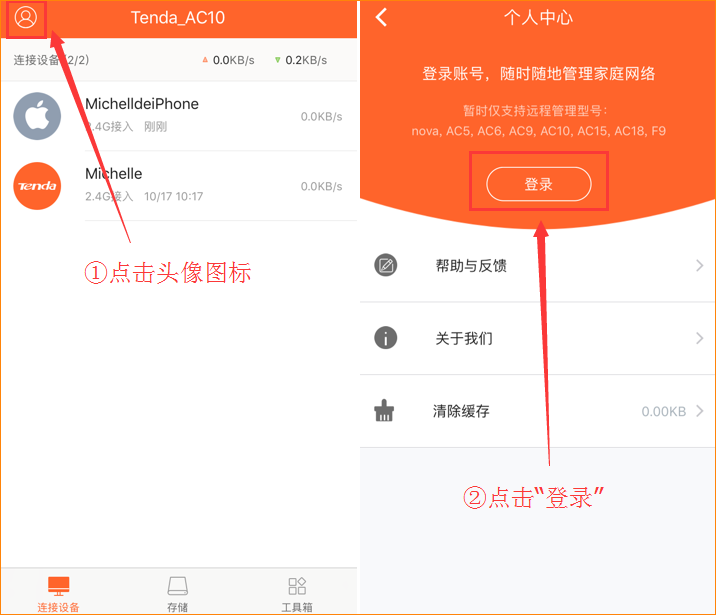 Tenda_AC10
连接设备(2/2)
0.0KB/s
0.2KB/s
MichelldeiPhone
2.4G接入 刚刚
0.0KB/s
Tenda
Michelle
2.4G接入 10/17 10:17
0.0KB/s
①点击头像图标
连接设备
存储
工具箱
个人中心
登录账号，随时随地管理家庭网络
暂时仅支持远程管理型号：
nova, AC5, AC6, AC9, AC10, AC15, AC18, F9
登录
帮助与反馈
关于我们
清除缓存
0.00KB
②点击“登录”